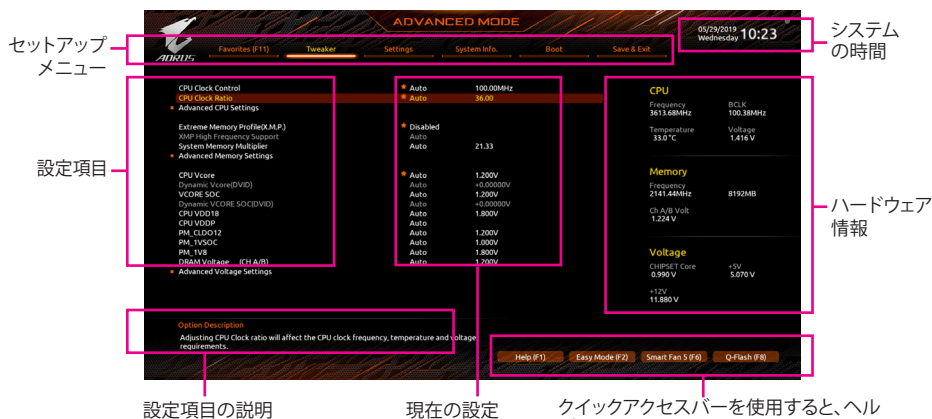 ADVANCED MODE
05/29/2019
Wednesday 10:23
システム
の時間
セットアップ
メニュー
AORUS
Favorites (F11) Tweaker Settings System Info. Boot Save & Exit
設定項目
CPU Clock Control Auto 100.00MHz
CPU Clock Ratio Auto 36.00
Advanced CPU Settings
Extreme Memory Profile(X.M.P.) Disabled
XMP High Frequency Support Auto
System Memory Multiplier Auto 21.33
Advanced Memory Settings
CPU Vcore Auto 1.200V
Dynamic Vcore(DVID) Auto +0.00000V
VCORE SOC Auto 1.200V
Dynamic VCORE SOC(DVID) Auto +0.00000V
CPU VDD18 Auto 1.800V
CPU VDDP Auto
PM_CLDO12 Auto 1.200V
PM_1VSOC Auto 1.000V
PM_1V8 Auto 1.800V
DRAM Voltage (CH A/B) Auto 1.200V
Advanced Voltage Settings
CPU
Frequency BCLK
3613.68MHz 100.38MHz
Temperature Voltage
33.0 °C 1.416 V
Memory
Frequency
2141.44MHz 8192MB
Ch A/B Volt
1.224 V
Voltage
CHIPSET Core +5V
0.990 V 5.070 V
+12V
11.880 V
ハードウェア
情報
Option Description
Adjusting CPU Clock ratio will affect the CPU clock frequency, temperature and voltage
requirements.
Help (F1) Easy Mode (F2) Smart Fan 5 (F6) Q-Flash (F8)
設定項目の説明
現在の設定
クイックアクセスバーを使用すると、ヘル